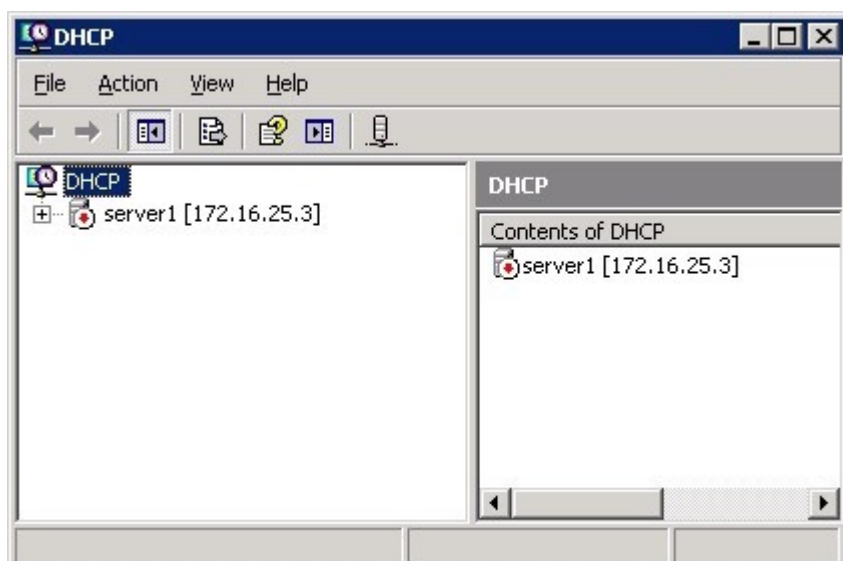 DHCP
File Action View Help
DHCP
server1 [172.16.25.3]
DHCP
Contents of DHCP
server1 [172.16.25.3]